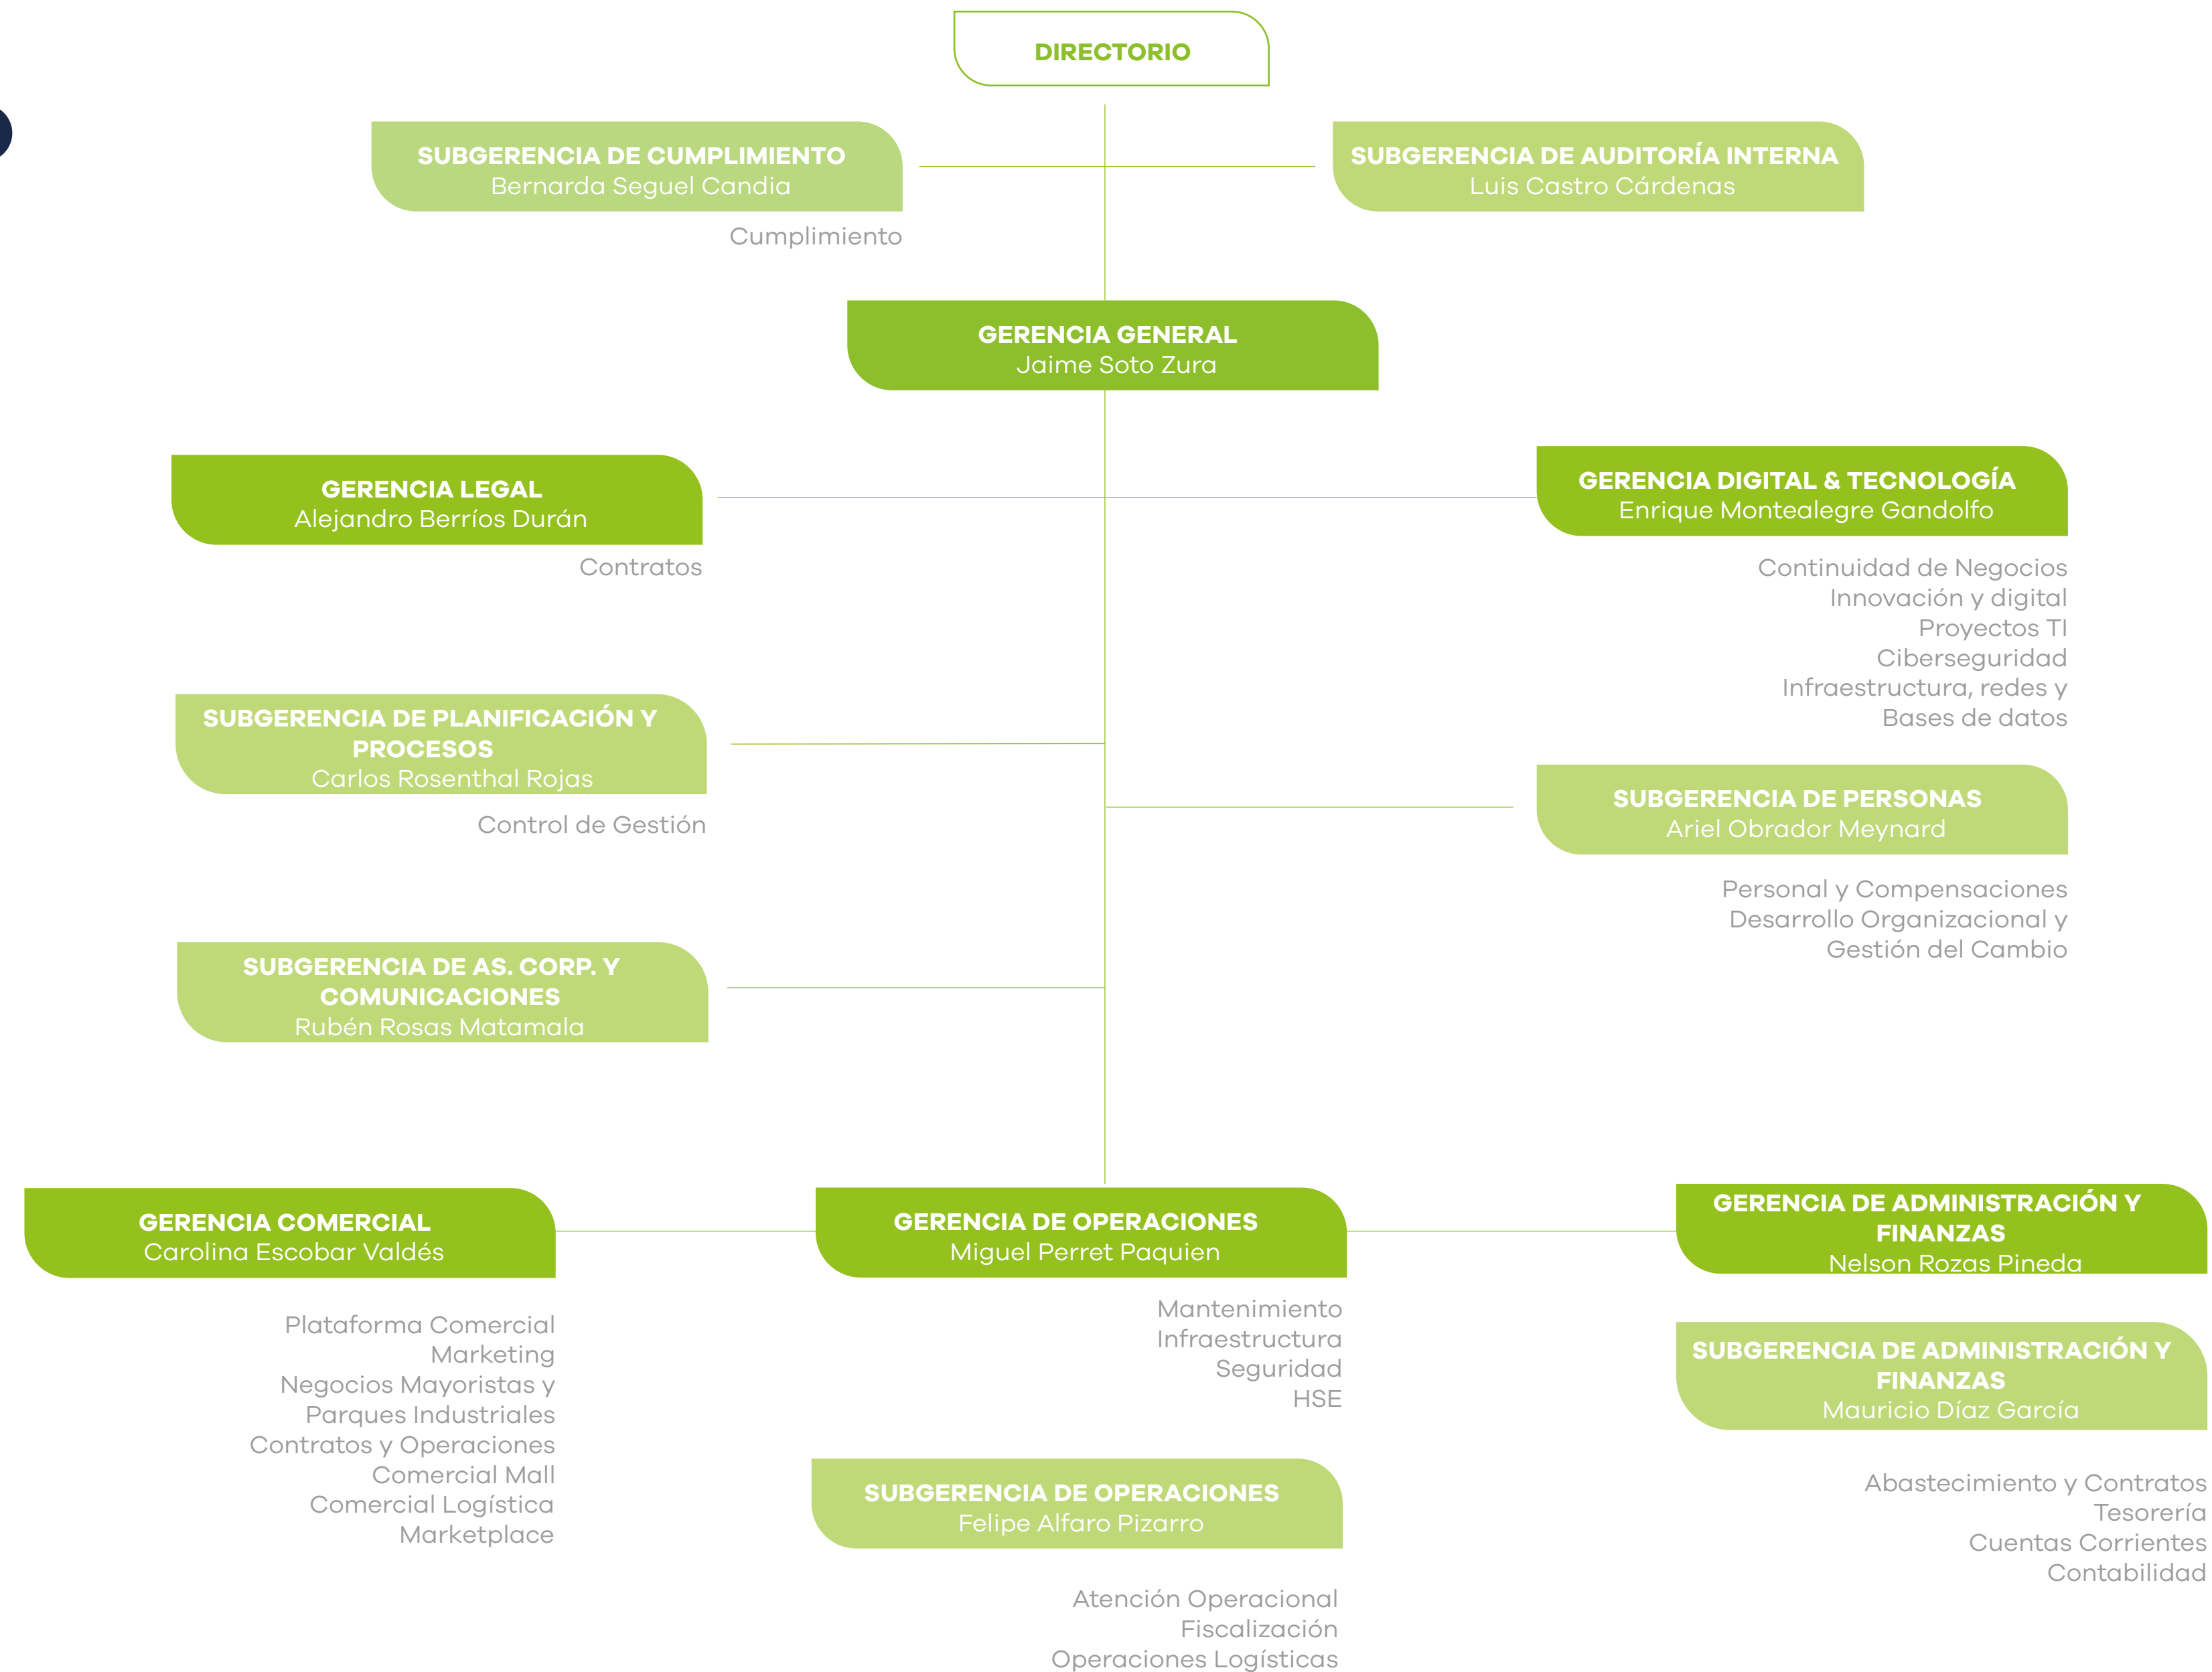 DIRECTORIO
SUBGERENCIA DE CUMPLIMIENTO
Bernarda Seguel Candia
Cumplimiento
SUBGERENCIA DE AUDITORÍA INTERNA
Luis Castro Cárdenas
GERENCIA GENERAL
Jaime Soto Zura
GERENCIA LEGAL
Alejandro Berríos Durán
Contratos
GERENCIA DIGITAL & TECNOLOGÍA
Enrique Montealegre Gandolfo
Continuidad de Negocios
Innovación y digital
Proyectos TI
Ciberseguridad
Infraestructura, redes y
Bases de datos
SUBGERENCIA DE PLANIFICACIÓN Y
PROCESOS
Carlos Rosenthal Rojas
Control de Gestión
SUBGERENCIA DE PERSONAS
Ariel Obrador Meynard
Personal y Compensaciones
Desarrollo Organizacional y
Gestión del Cambio
SUBGERENCIA DE AS. CORP. Y
COMUNICACIONES
Rubén Rosas Matamala
GERENCIA COMERCIAL
Carolina Escobar Valdés
Plataforma Comercial
Marketing
Negocios Mayoristas y
Parques Industriales
Contratos y Operaciones
Comercial Mall
Comercial Logística
Marketplace
GERENCIA DE OPERACIONES
Miguel Perret Paquien
Mantenimiento
Infraestructura
Seguridad
HSE
SUBGERENCIA DE OPERACIONES
Felipe Alfaro Pizarro
Atención Operacional
Fiscalización
Operaciones Logísticas
GERENCIA DE ADMINISTRACIÓN Y
FINANZAS
Nelson Rozas Pineda
SUBGERENCIA DE ADMINISTRACIÓN Y
FINANZAS
Mauricio Díaz García
Abastecimiento y Contratos
Tesorería
Cuentas Corrientes
Contabilidad